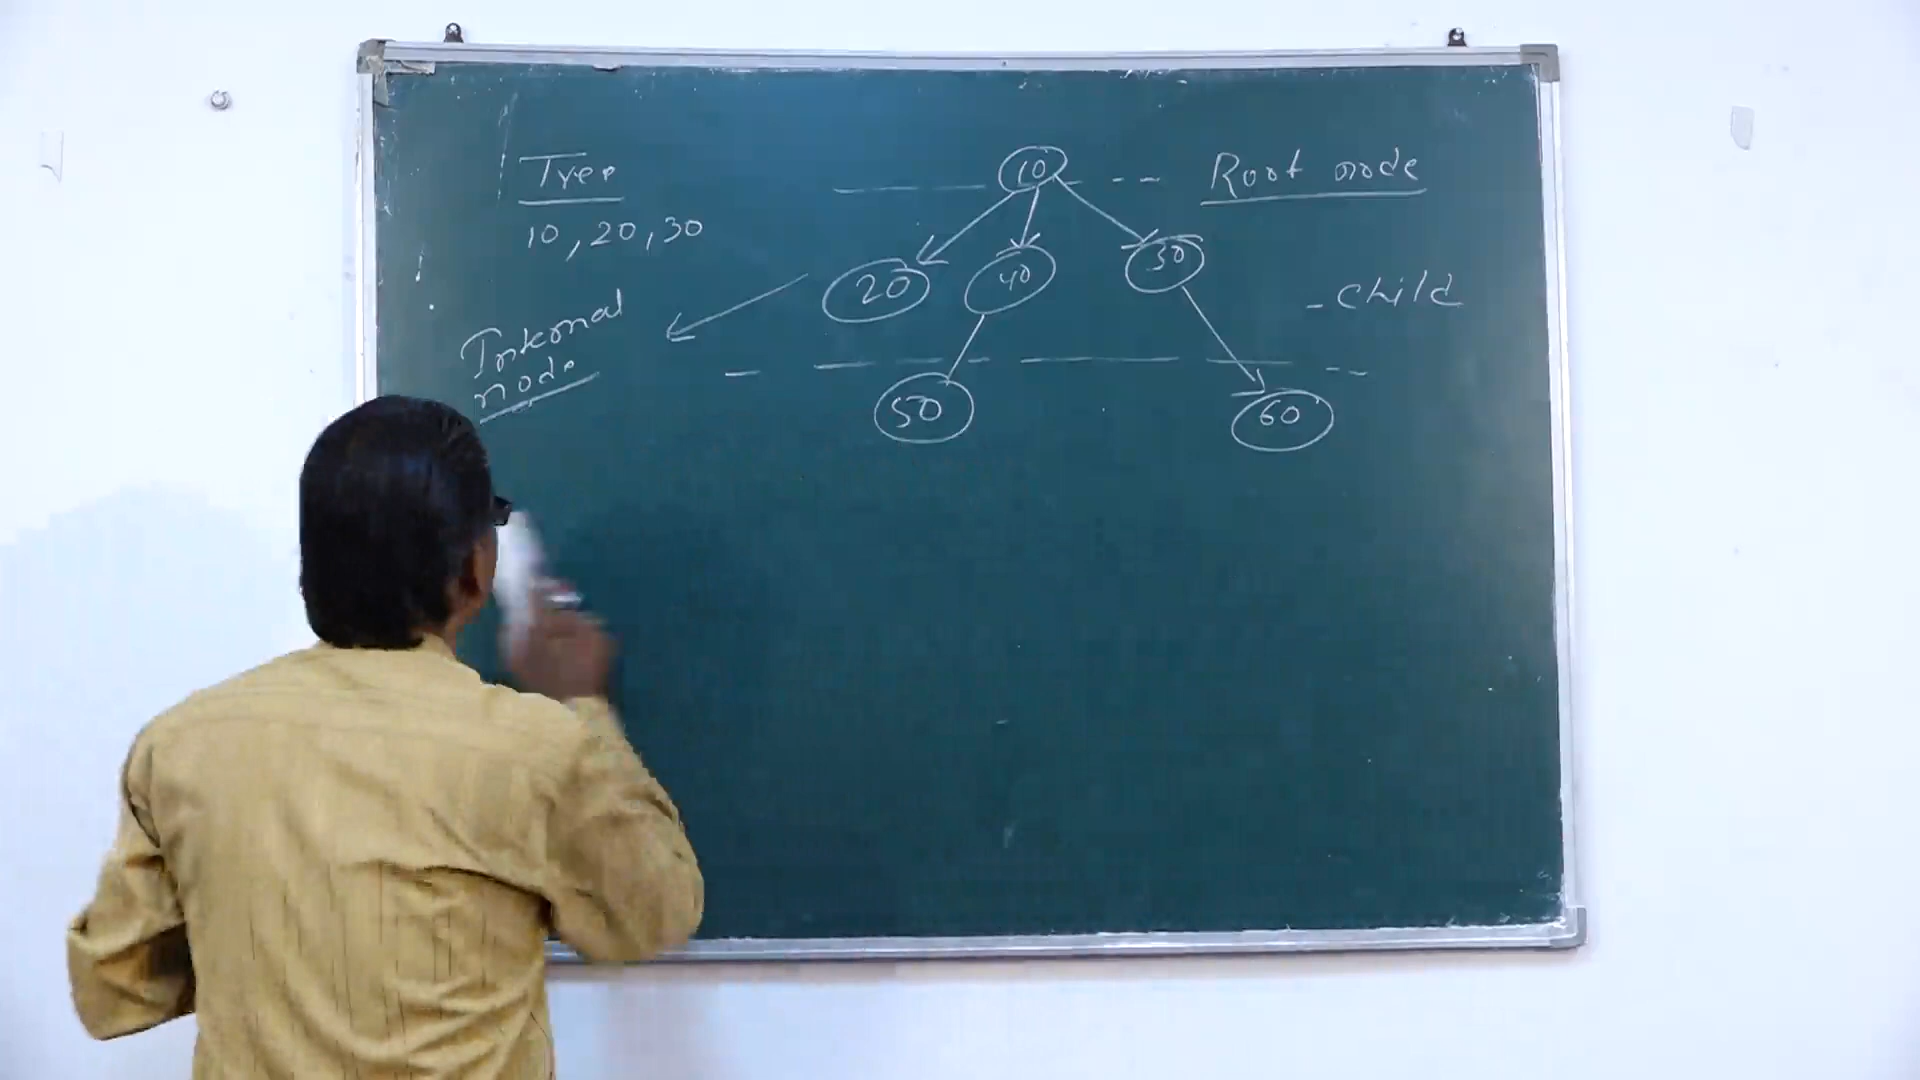 Tree
10, 20, 30
10
Root node
20
40
30
- child
Internal
node
50
60